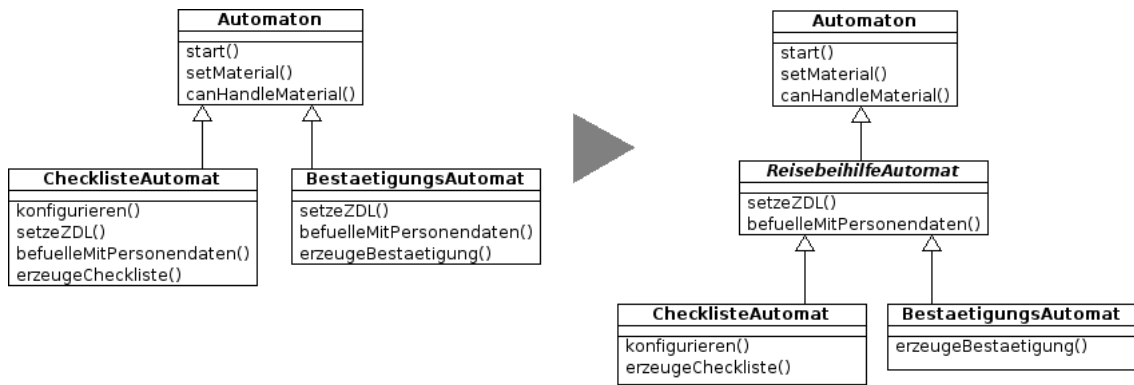 Automaton
start()
setMaterial()
canHandleMaterial()
ChecklisteAutomat
konfigurieren()
setzeZDL()
befuelleMitPersonendaten()
erzeugeCheckliste()
BestaetigungsAutomat
setzeZDL()
befuelleMitPersonendaten()
erzeugeBestaetigung()
Automaton
start()
setMaterial()
canHandleMaterial()
ReisebeihilfeAutomat
setzeZDL()
befuelleMitPersonendaten()
ChecklisteAutomat
konfigurieren()
erzeugeCheckliste()
BestaetigungsAutomat
erzeugeBestaetigung()